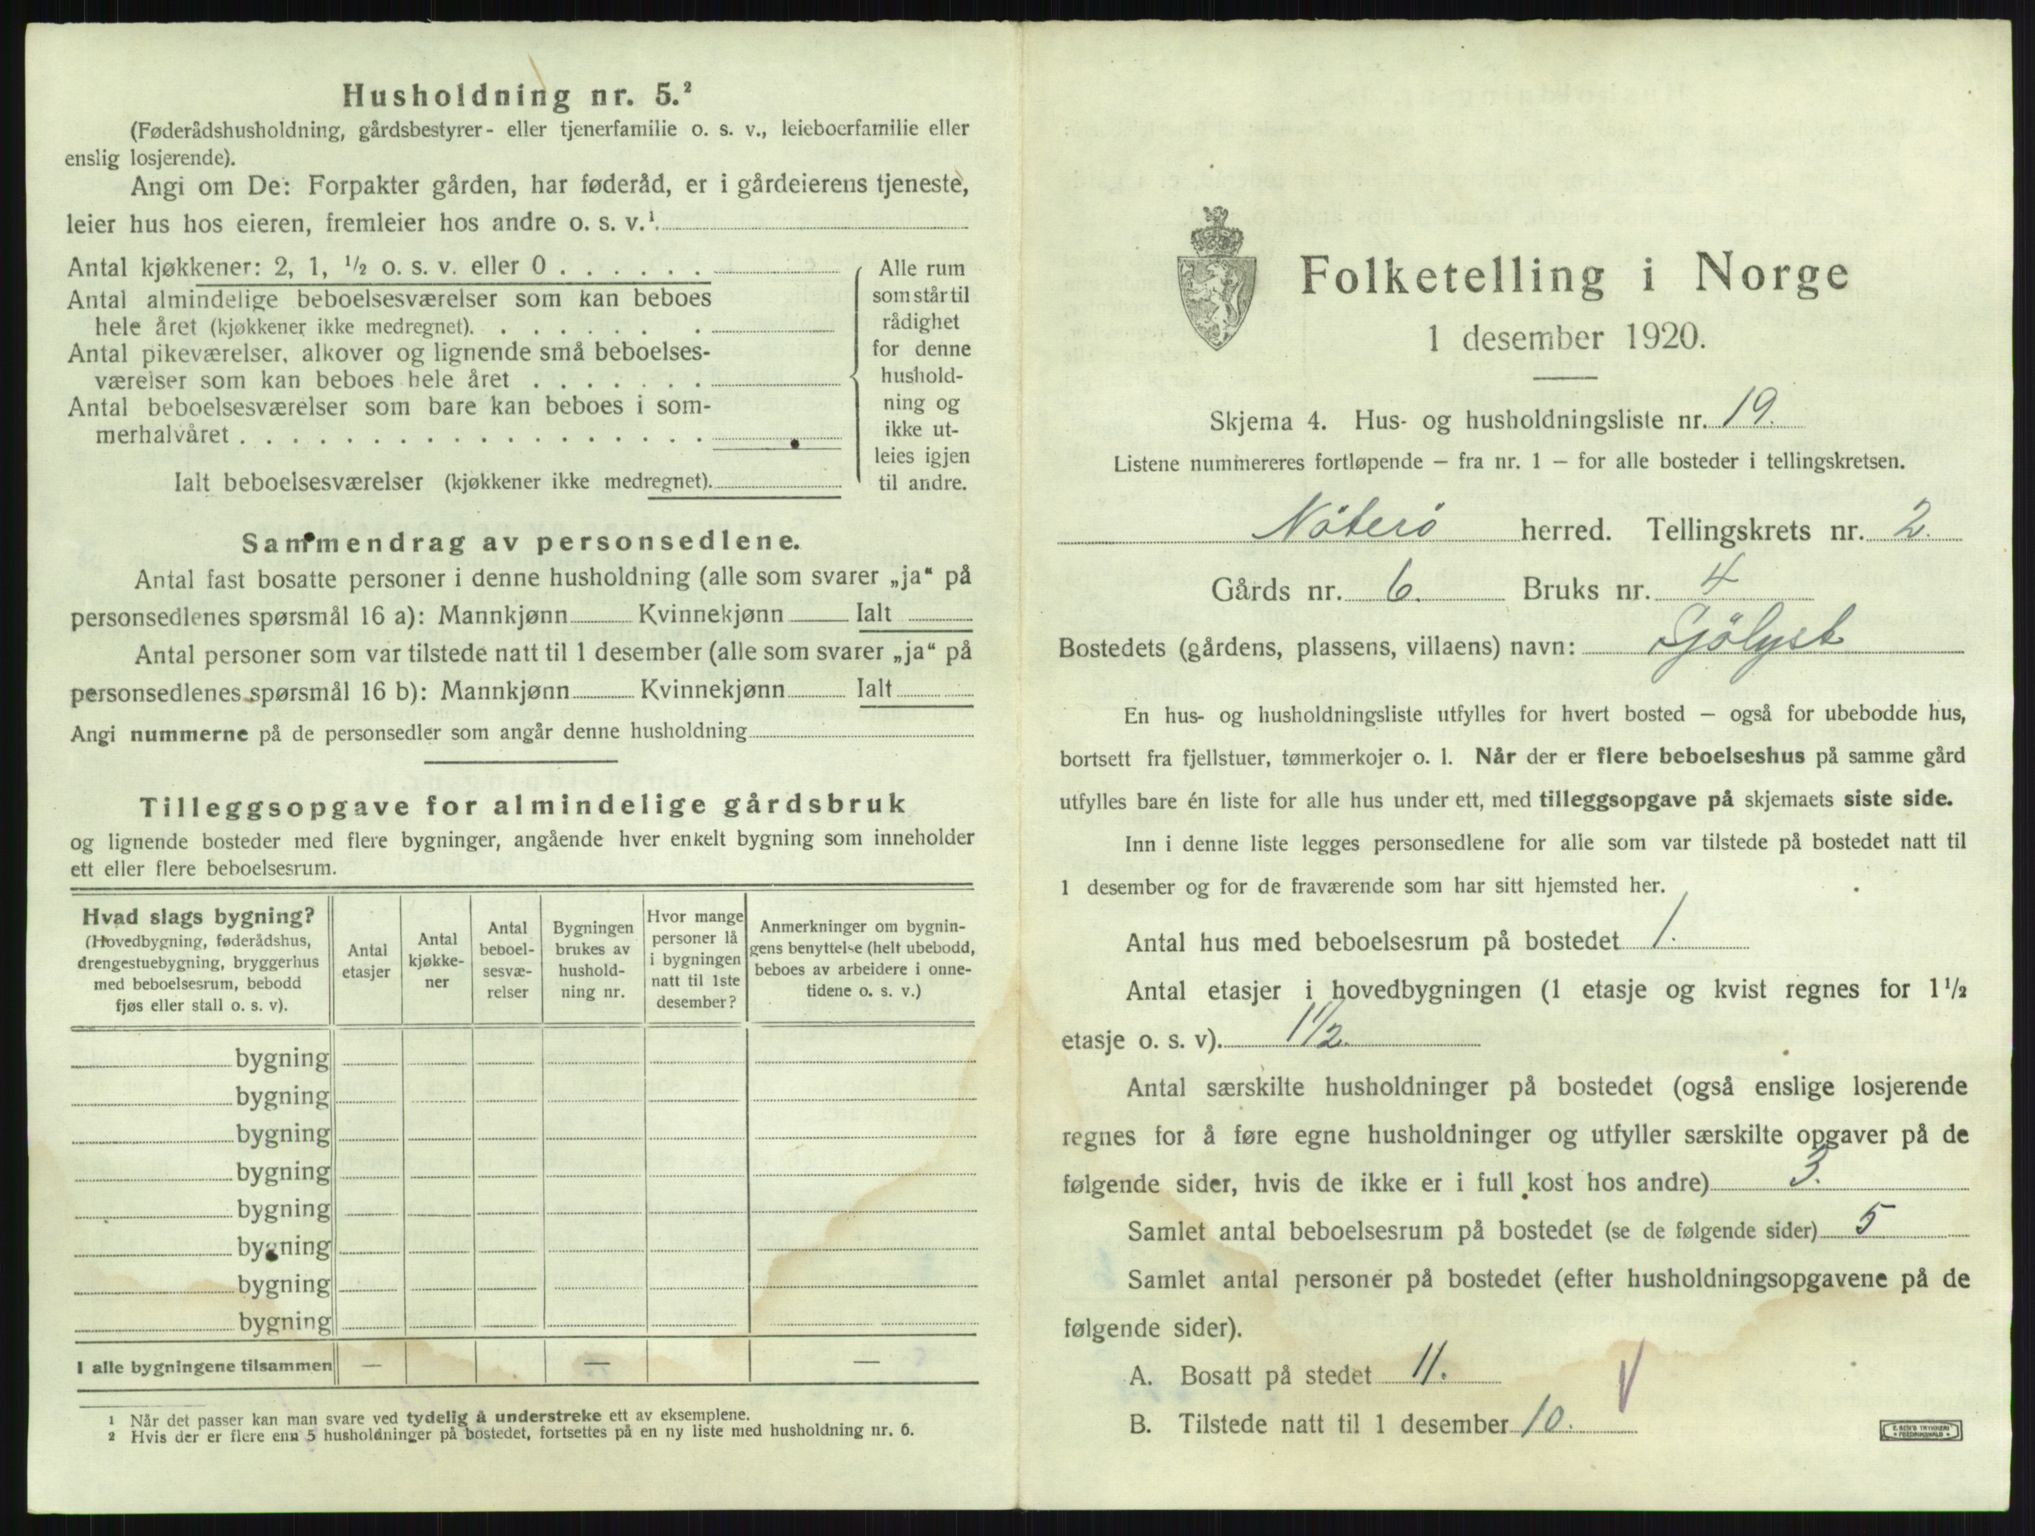 Husholdning nr. 5.²
(Føderådshusholdning, gårdsbestyrer- eller tjenerfamilie o. s. v., leieboerfamilie eller
enslig losjerende).
Angi om De: Forpakter gården, har føderåd, er i gårdeierens tjeneste,
leier hus hos eieren, fremleier hos andre o. s. v.¹
Antal kjøkkener: 2, 1, ½ o. s. v. eller 0
Antal almindelige beboelsesværelser som kan beboes
hele året (kjøkkener ikke medregnet).
Antal pikeværelser, alkover og lignende små beboelses-
værelser som kan beboes hele året
Antal beboelsesværelser som bare kan beboes i som-
merhalvåret
Ialt beboelsesværelser (kjøkkener ikke medregnet).
Alle rum
som står til
rådighet
for denne
hushold-
ning og
ikke ut-
leies igjen
til andre.
Sammendrag av personsedlene.
Antal fast bosatte personer i denne husholdning (alle som svarer „ja“ på
personsedlenes spørsmål 16 a): Mannkjønn Kvinnekjønn Ialt
Antal personer som var tilstede natt til 1 desember (alle som svarer „ja“ på
personsedlenes spørsmål 16 b): Mannkjønn Kvinnekjønn Ialt
Angi nummerne på de personsedler som angår denne husholdning
Tilleggsopgave for almindelige gårdsbruk
og lignende bosteder med flere bygninger, angående hver enkelt bygning som inneholder
ett eller flere beboelsesrum.
Hvad slags bygning?
(Hovedbygning, føderådshus,
drengestuebygning, bryggerhus
med beboelsesrum, bebodd
fjøs eller stall o. s. v).
Antal
etasjer
Antal
kjøkke-
ner
Antal
beboel-
sesvæ-
relser
Bygningen
brukes av
hushold-
ning nr.
Hvor mange
personer lå
i bygningen
natt til 1ste
desember?
Anmerkninger om bygnin-
gens benyttelse (helt ubebodd,
beboes av arbeidere i onne-
tidene o. s. v.)
bygning
bygning
bygning
bygning
bygning
bygning
bygning
bygning
I alle bygningene tilsammen — — —
¹ Når det passer kan man svare ved tydelig å understreke ett av eksemplene.
² Hvis der er flere enn 5 husholdninger på bostedet, fortsettes på en ny liste med husholdning nr. 6.
Folketelling i Norge
1 desember 1920.
Skjema 4. Hus- og husholdningsliste nr. 19.
Listene nummereres fortløpende – fra nr. 1 – for alle bosteder i tellingskretsen.
Nöterö herred. Tellingskrets nr. 2.
Gårds nr. 6. Bruks nr. 4
Bostedets (gårdens, plassens, villaens) navn: Sjölyst
En hus- og husholdningsliste utfylles for hvert bosted – også for ubebodde hus,
bortsett fra fjellstuer, tømmerkojer o. l. Når der er flere beboelseshus på samme gård
utfylles bare én liste for alle hus under ett, med tilleggsopgave på skjemaets siste side.
Inn i denne liste legges personsedlene for alle som var tilstede på bostedet natt til
1 desember og for de fraværende som har sitt hjemsted her.
Antal hus med beboelsesrum på bostedet 1.
Antal etasjer i hovedbygningen (1 etasje og kvist regnes for 1½
etasje o. s. v). 1½.
Antal særskilte husholdninger på bostedet (også enslige losjerende
regnes for å føre egne husholdninger og utfyller særskilte opgaver på de
følgende sider, hvis de ikke er i full kost hos andre) 3.
Samlet antal beboelsesrum på bostedet (se de følgende sider) 5
Samlet antal personer på bostedet (efter husholdningsopgavene på de
følgende sider).
A. Bosatt på stedet 11.
B. Tilstede natt til 1 desember 10.